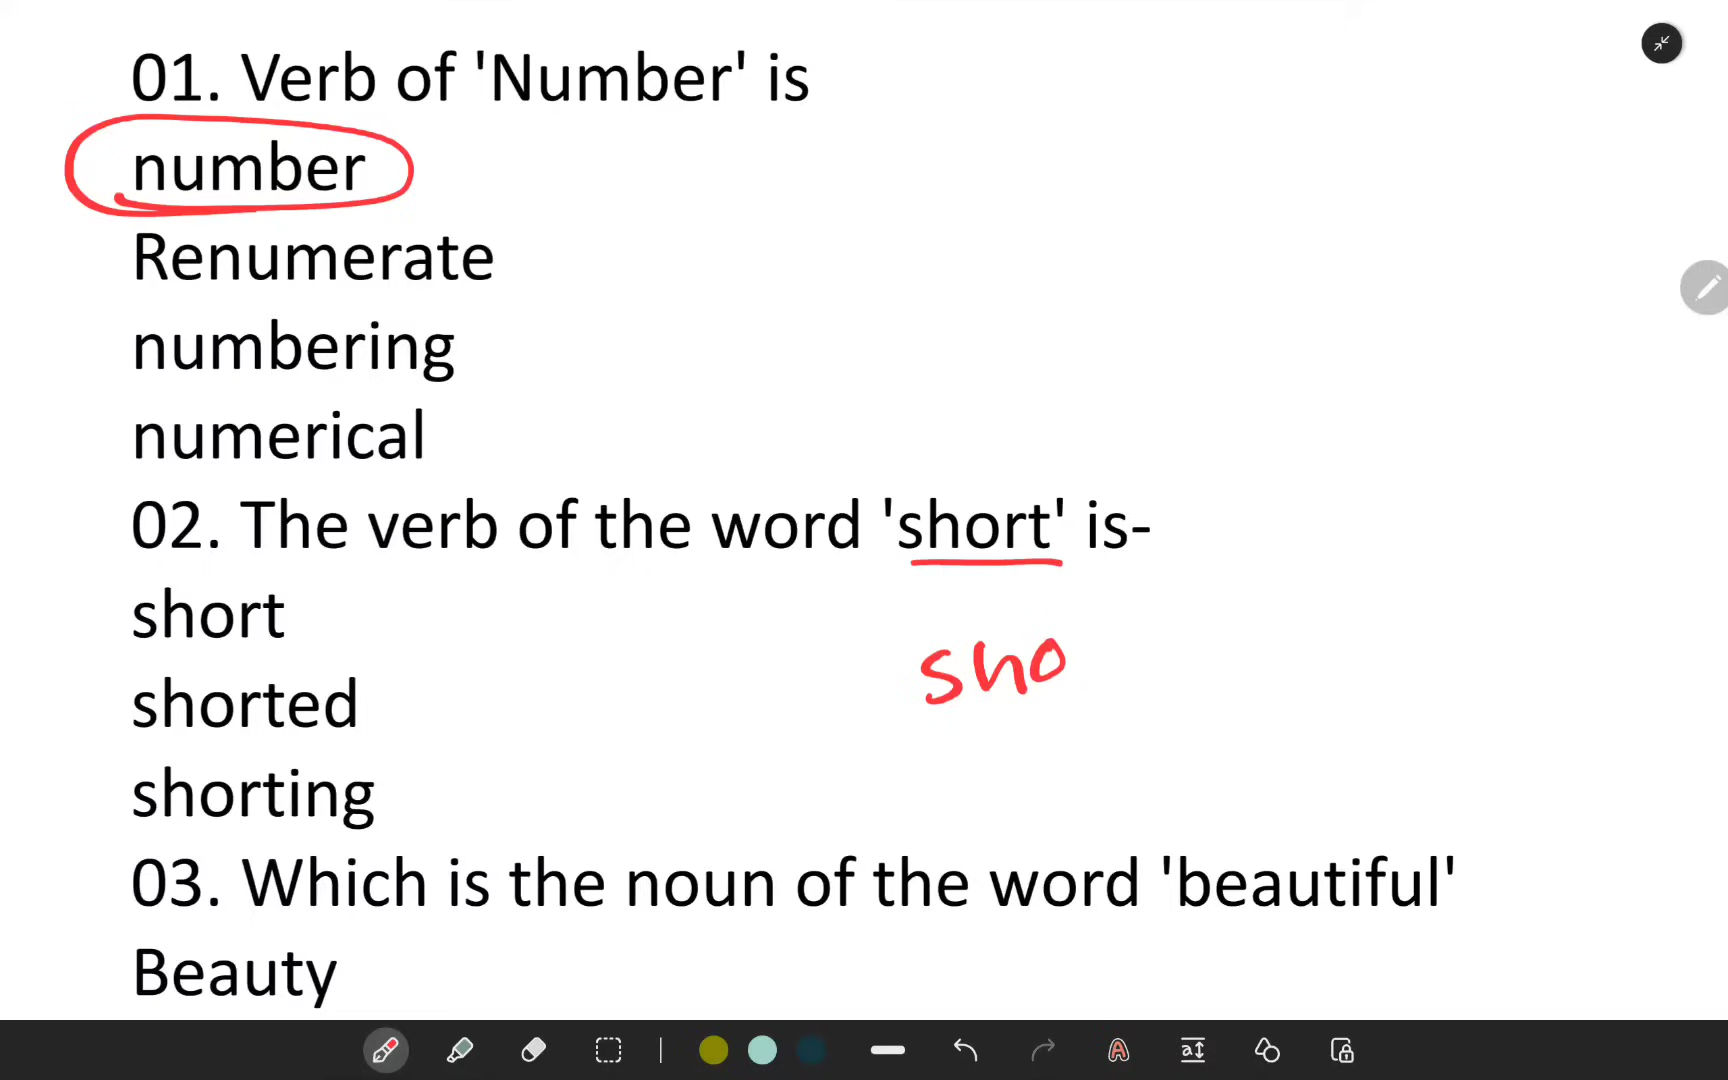 01. Verb of 'Number' is
number
Renumerate
numbering
numerical
02. The verb of the word 'short' is-
short
sho
shorted
shorting
03. Which is the noun of the word 'beautiful'
Beauty